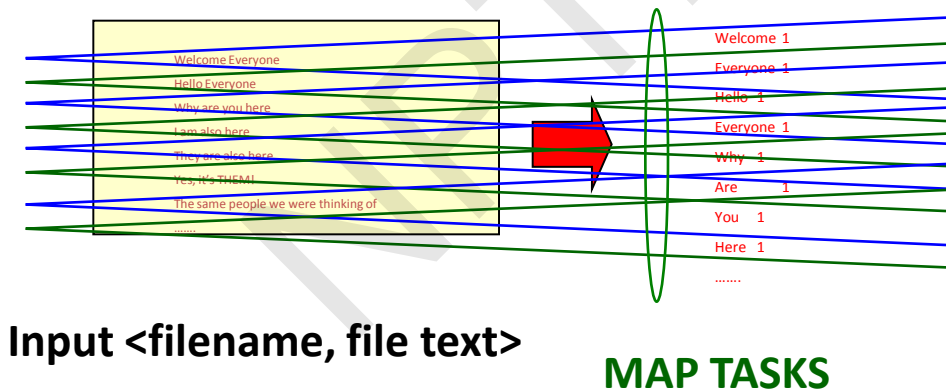 Welcome Everyone
Hello Everyone
Why are you here
I am also here
They are also here
Yes, it's THEM!
The same people we were thinking of
…….
Welcome 1
Everyone 1
Hello 1
Everyone 1
Why 1
Are 1
You 1
Here 1
…….
Input <filename, file text>
MAP TASKS